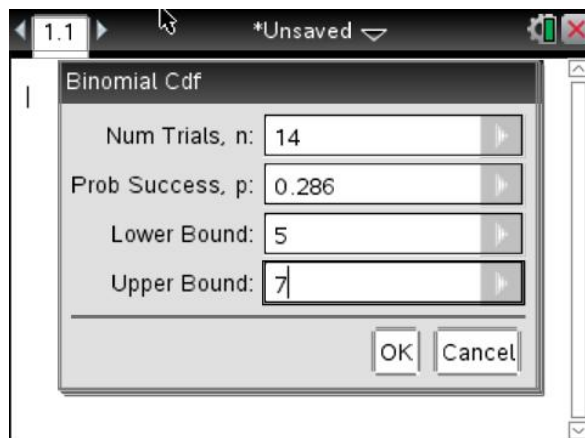 1.1 *Unsaved
Binomial Cdf
Num Trials, n: 14
Prob Success, p: 0.286
Lower Bound: 5
Upper Bound: 7
OK Cancel